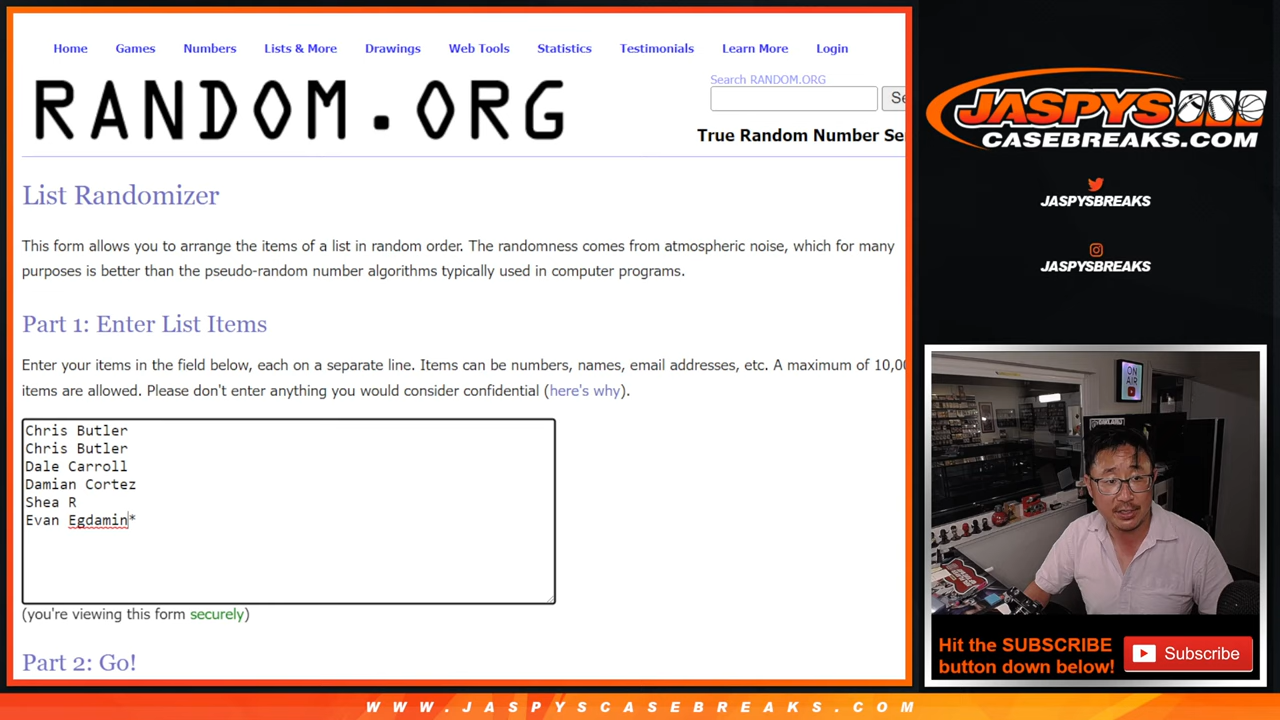 Home Games Numbers Lists & More Drawings Web Tools Statistics Testimonials Learn More Login
RANDOM.ORG
Search RANDOM.ORG
Se
True Random Number Se
List Randomizer
This form allows you to arrange the items of a list in random order. The randomness comes from atmospheric noise, which for many
purposes is better than the pseudo-random number algorithms typically used in computer programs.
Part 1: Enter List Items
Enter your items in the field below, each on a separate line. Items can be numbers, names, email addresses, etc. A maximum of 10,00
items are allowed. Please don't enter anything you would consider confidential (here's why).
Chris Butler
Chris Butler
Dale Carroll
Damian Cortez
Shea R
Evan Egdamin*
(you're viewing this form securely)
Part 2: Go!
JASPYS
CASEBREAKS.COM
JASPYSBREAKS
JASPYSBREAKS
ON
AIR
Hit the SUBSCRIBE
button down below!
Subscribe
WWW.JASPYSCASEBREAKS.COM